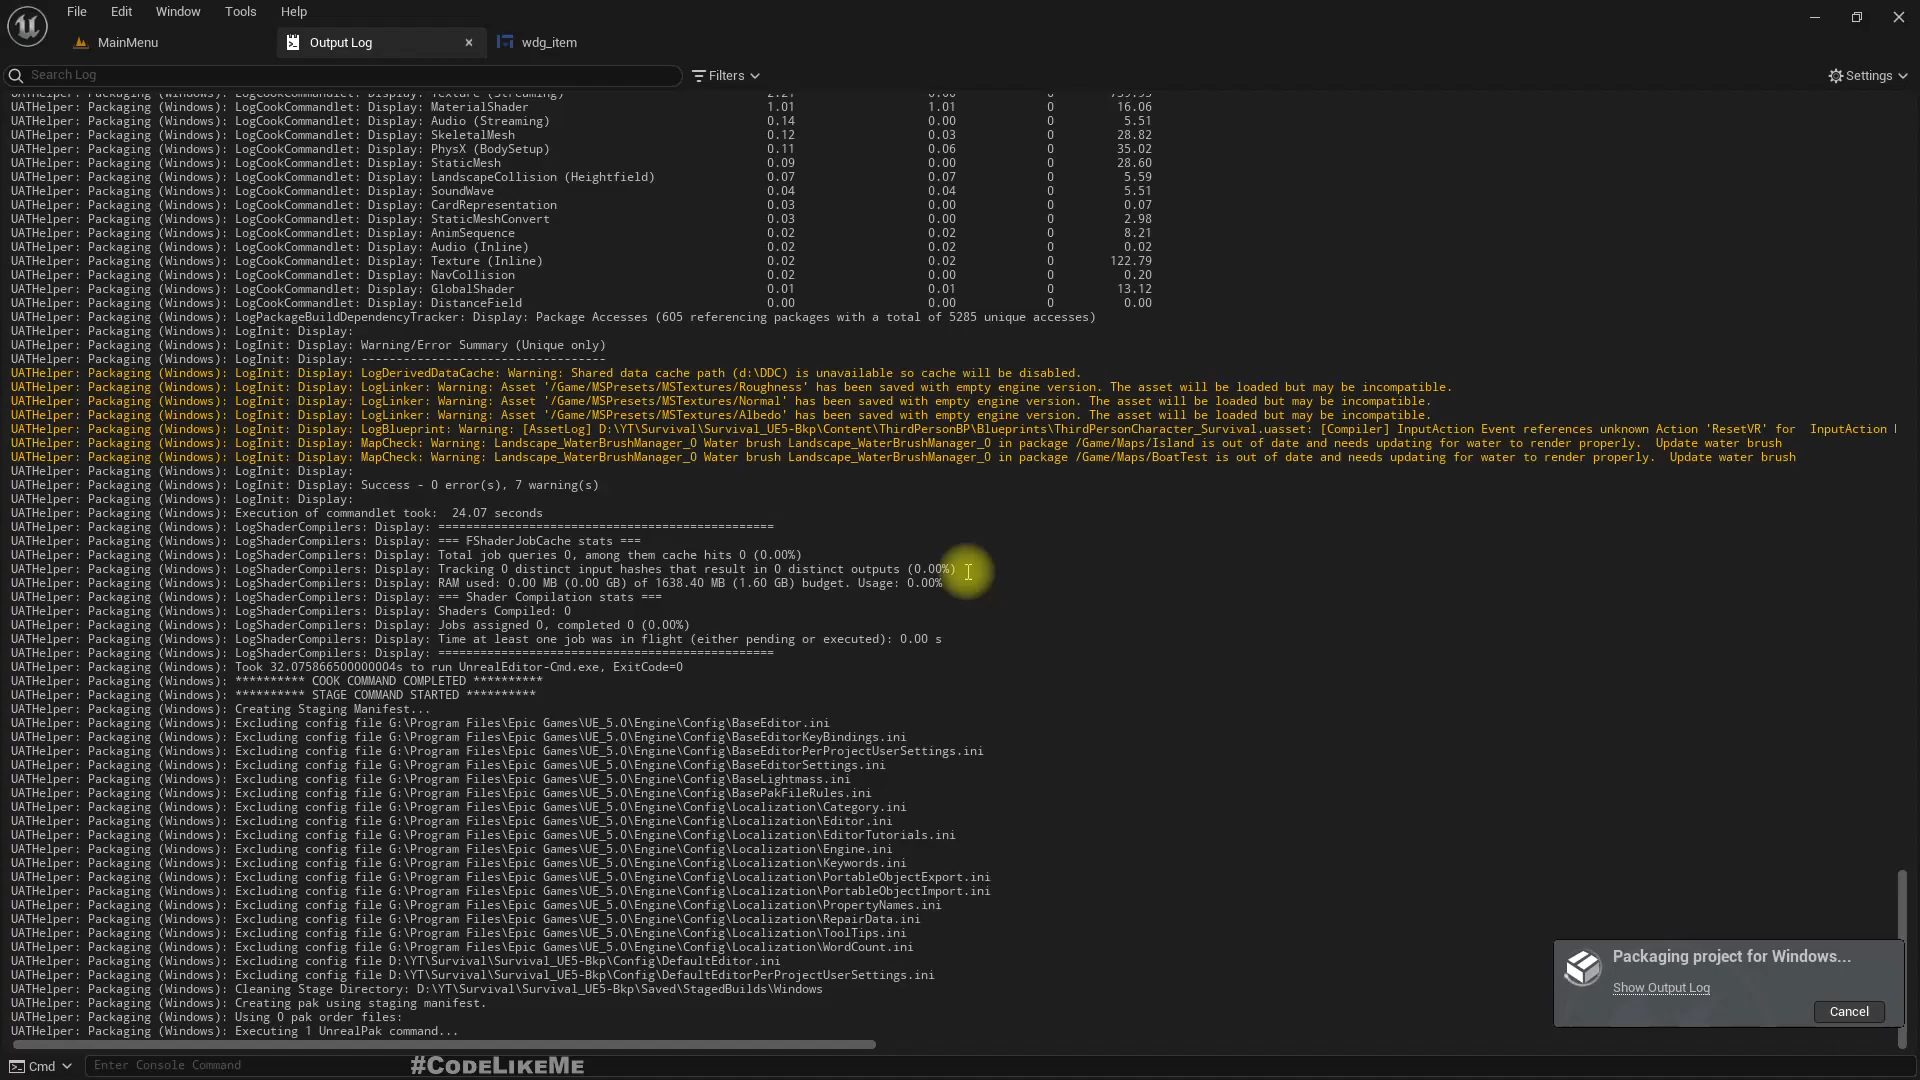 File Edit Window Tools Help
MainMenu Output Log wdg_item
Search Log Filters Settings
UATHelper: Packaging (Windows): LogCookCommandlet: Display: Texture (Streaming) 2.21 0.00 0 739.95
UATHelper: Packaging (Windows): LogCookCommandlet: Display: MaterialShader 1.01 1.01 0 16.06
UATHelper: Packaging (Windows): LogCookCommandlet: Display: Audio (Streaming) 0.14 0.00 0 5.51
UATHelper: Packaging (Windows): LogCookCommandlet: Display: SkeletalMesh 0.12 0.03 0 28.82
UATHelper: Packaging (Windows): LogCookCommandlet: Display: PhysX (BodySetup) 0.11 0.06 0 35.02
UATHelper: Packaging (Windows): LogCookCommandlet: Display: StaticMesh 0.09 0.00 0 28.60
UATHelper: Packaging (Windows): LogCookCommandlet: Display: LandscapeCollision (Heightfield) 0.07 0.07 0 5.59
UATHelper: Packaging (Windows): LogCookCommandlet: Display: SoundWave 0.04 0.04 0 5.51
UATHelper: Packaging (Windows): LogCookCommandlet: Display: CardRepresentation 0.03 0.00 0 0.07
UATHelper: Packaging (Windows): LogCookCommandlet: Display: StaticMeshConvert 0.03 0.00 0 2.98
UATHelper: Packaging (Windows): LogCookCommandlet: Display: AnimSequence 0.02 0.02 0 8.21
UATHelper: Packaging (Windows): LogCookCommandlet: Display: Audio (Inline) 0.02 0.02 0 0.02
UATHelper: Packaging (Windows): LogCookCommandlet: Display: Texture (Inline) 0.02 0.02 0 122.79
UATHelper: Packaging (Windows): LogCookCommandlet: Display: NavCollision 0.02 0.00 0 0.20
UATHelper: Packaging (Windows): LogCookCommandlet: Display: GlobalShader 0.01 0.01 0 13.12
UATHelper: Packaging (Windows): LogCookCommandlet: Display: DistanceField 0.00 0.00 0 0.00
UATHelper: Packaging (Windows): LogPackageBuildDependencyTracker: Display: Package Accesses (605 referencing packages with a total of 5285 unique accesses)
UATHelper: Packaging (Windows): LogInit: Display:
UATHelper: Packaging (Windows): LogInit: Display: Warning/Error Summary (Unique only)
UATHelper: Packaging (Windows): LogInit: Display: -----------------------------------
UATHelper: Packaging (Windows): LogInit: Display: LogDerivedDataCache: Warning: Shared data cache path (d:\DDC) is unavailable so cache will be disabled.
UATHelper: Packaging (Windows): LogInit: Display: LogLinker: Warning: Asset '/Game/MSPresets/MSTextures/Roughness' has been saved with empty engine version. The asset will be loaded but may be incompatible.
UATHelper: Packaging (Windows): LogInit: Display: LogLinker: Warning: Asset '/Game/MSPresets/MSTextures/Normal' has been saved with empty engine version. The asset will be loaded but may be incompatible.
UATHelper: Packaging (Windows): LogInit: Display: LogLinker: Warning: Asset '/Game/MSPresets/MSTextures/Albedo' has been saved with empty engine version. The asset will be loaded but may be incompatible.
UATHelper: Packaging (Windows): LogInit: Display: LogBlueprint: Warning: [AssetLog] D:\YT\Survival\Survival_UE5-Bkp\Content\ThirdPersonBP\Blueprints\ThirdPersonCharacter_Survival.uasset: [Compiler] InputAction Event references unknown Action 'ResetVR' for InputAction
UATHelper: Packaging (Windows): LogInit: Display: MapCheck: Warning: Landscape_WaterBrushManager_0 Water brush Landscape_WaterBrushManager_0 in package /Game/Maps/Island is out of date and needs updating for water to render properly. Update water brush
UATHelper: Packaging (Windows): LogInit: Display: MapCheck: Warning: Landscape_WaterBrushManager_0 Water brush Landscape_WaterBrushManager_0 in package /Game/Maps/BoatTest is out of date and needs updating for water to render properly. Update water brush
UATHelper: Packaging (Windows): LogInit: Display:
UATHelper: Packaging (Windows): LogInit: Display: Success - 0 error(s), 7 warning(s)
UATHelper: Packaging (Windows): LogInit: Display:
UATHelper: Packaging (Windows): Execution of commandlet took: 24.07 seconds
UATHelper: Packaging (Windows): LogShaderCompilers: Display: ================================================
UATHelper: Packaging (Windows): LogShaderCompilers: Display: === FShaderJobCache stats ===
UATHelper: Packaging (Windows): LogShaderCompilers: Display: Total job queries 0, among them cache hits 0 (0.00%)
UATHelper: Packaging (Windows): LogShaderCompilers: Display: Tracking 0 distinct input hashes that result in 0 distinct outputs (0.00%)
UATHelper: Packaging (Windows): LogShaderCompilers: Display: RAM used: 0.00 MB (0.00 GB) of 1638.40 MB (1.60 GB) budget. Usage: 0.00%
UATHelper: Packaging (Windows): LogShaderCompilers: Display: === Shader Compilation stats ===
UATHelper: Packaging (Windows): LogShaderCompilers: Display: Shaders Compiled: 0
UATHelper: Packaging (Windows): LogShaderCompilers: Display: Jobs assigned 0, completed 0 (0.00%)
UATHelper: Packaging (Windows): LogShaderCompilers: Display: Time at least one job was in flight (either pending or executed): 0.00 s
UATHelper: Packaging (Windows): LogShaderCompilers: Display: ================================================
UATHelper: Packaging (Windows): Took 32.075866500000004s to run UnrealEditor-Cmd.exe, ExitCode=0
UATHelper: Packaging (Windows): ********** COOK COMMAND COMPLETED **********
UATHelper: Packaging (Windows): ********** STAGE COMMAND STARTED **********
UATHelper: Packaging (Windows): Creating Staging Manifest...
UATHelper: Packaging (Windows): Excluding config file G:\Program Files\Epic Games\UE_5.0\Engine\Config\BaseEditor.ini
UATHelper: Packaging (Windows): Excluding config file G:\Program Files\Epic Games\UE_5.0\Engine\Config\BaseEditorKeyBindings.ini
UATHelper: Packaging (Windows): Excluding config file G:\Program Files\Epic Games\UE_5.0\Engine\Config\BaseEditorPerProjectUserSettings.ini
UATHelper: Packaging (Windows): Excluding config file G:\Program Files\Epic Games\UE_5.0\Engine\Config\BaseEditorSettings.ini
UATHelper: Packaging (Windows): Excluding config file G:\Program Files\Epic Games\UE_5.0\Engine\Config\BaseLightmass.ini
UATHelper: Packaging (Windows): Excluding config file G:\Program Files\Epic Games\UE_5.0\Engine\Config\BasePakFileRules.ini
UATHelper: Packaging (Windows): Excluding config file G:\Program Files\Epic Games\UE_5.0\Engine\Config\Localization\Category.ini
UATHelper: Packaging (Windows): Excluding config file G:\Program Files\Epic Games\UE_5.0\Engine\Config\Localization\Editor.ini
UATHelper: Packaging (Windows): Excluding config file G:\Program Files\Epic Games\UE_5.0\Engine\Config\Localization\EditorTutorials.ini
UATHelper: Packaging (Windows): Excluding config file G:\Program Files\Epic Games\UE_5.0\Engine\Config\Localization\Engine.ini
UATHelper: Packaging (Windows): Excluding config file G:\Program Files\Epic Games\UE_5.0\Engine\Config\Localization\Keywords.ini
UATHelper: Packaging (Windows): Excluding config file G:\Program Files\Epic Games\UE_5.0\Engine\Config\Localization\PortableObjectExport.ini
UATHelper: Packaging (Windows): Excluding config file G:\Program Files\Epic Games\UE_5.0\Engine\Config\Localization\PortableObjectImport.ini
UATHelper: Packaging (Windows): Excluding config file G:\Program Files\Epic Games\UE_5.0\Engine\Config\Localization\PropertyNames.ini
UATHelper: Packaging (Windows): Excluding config file G:\Program Files\Epic Games\UE_5.0\Engine\Config\Localization\RepairData.ini
UATHelper: Packaging (Windows): Excluding config file G:\Program Files\Epic Games\UE_5.0\Engine\Config\Localization\ToolTips.ini
UATHelper: Packaging (Windows): Excluding config file G:\Program Files\Epic Games\UE_5.0\Engine\Config\Localization\WordCount.ini
UATHelper: Packaging (Windows): Excluding config file D:\YT\Survival\Survival_UE5-Bkp\Config\DefaultEditor.ini
UATHelper: Packaging (Windows): Excluding config file D:\YT\Survival\Survival_UE5-Bkp\Config\DefaultEditorPerProjectUserSettings.ini
UATHelper: Packaging (Windows): Cleaning Stage Directory: D:\YT\Survival\Survival_UE5-Bkp\Saved\StagedBuilds\Windows
UATHelper: Packaging (Windows): Creating pak using staging manifest.
UATHelper: Packaging (Windows): Using 0 pak order files:
UATHelper: Packaging (Windows): Executing 1 UnrealPak command...
Packaging project for Windows...
Show Output Log
Cancel
Cmd Enter Console Command #CodeLikeMe